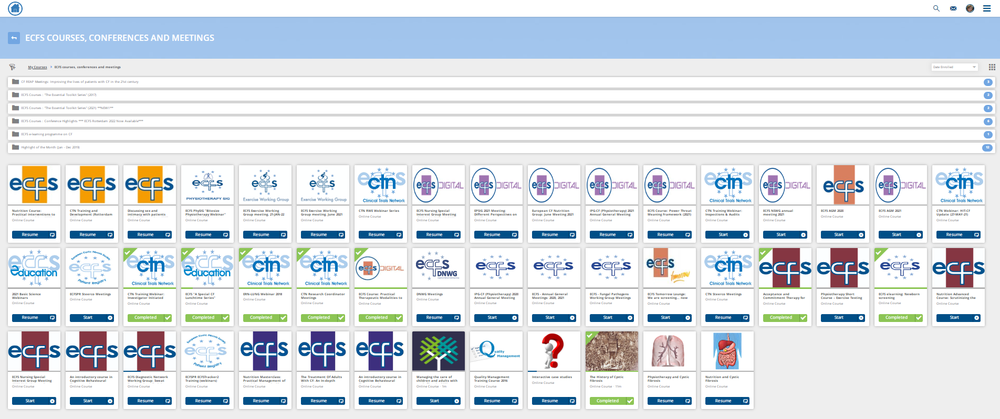 ECFS COURSES, CONFERENCES AND MEETINGS
My Courses > ECFS courses, conferences and meetings
Date Enrolled
CF REAP Meetings: Improving the lives of patients with CF in the 21st century
3
ECFS Courses : "The Essential Toolkit Series" (2017)
2
ECFS Courses : "The Essential Toolkit Series" (2021) **NEW!!**
2
ECFS Courses : Conference Highlights *** ECFS Rotterdam 2022 Now Available***
6
ECFS e-learning programme on CF
1
Highlight of the Month (Jan - Dec 2019)
12
ecfs
Nutrition Course:
Practical interventions to
Online Course
Resume
ecfs
CTN Training and
Development (Rotterdam
Online Course
Resume
ecfs
Discussing sex and
intimacy with patients
Online Course
Resume
ecfs
PHYSIOTHERAPY SIG
ECFS PhySIG "Bitesize
Physiotherapy Webinar"
Online Course
Resume
ecfs
Exercise Working Group
ECFS Exercise Working
Group meeting. 21-JAN-22
Online Course
Resume
ecfs
Exercise Working Group
ECFS Exercise Working
Group meeting. June 2021
Online Course
Resume
ecfs
ctn
Clinical Trials Network
CTN RWE Webinar Series
Online Course
Resume
ecfs DIGITAL
ECFS Nursing Special
Interest Group Meeting
Online Course
Resume
ecfs DIGITAL
EPSIG 2021 Meeting:
Different Perspectives on
Online Course
Resume
ecfs DIGITAL
European CF Nutrition
Group: June Meeting 2021
Online Course
Resume
ecfs DIGITAL
IPG-CF (Physiotherapy) 2021
Annual General Meeting
Online Course
Resume
ecfs DIGITAL
ECFS Course: Power Threat
Meaning Framework (2021)
Online Course
Resume
ecfs
ctn
Clinical Trials Network
CTN Training Webinar:
Inspections & Audits
Online Course
Start
ecfs DIGITAL
ECFS NSWG annual
meeting 2021
Online Course
Start
ecfs
ECFS AGM 2020
Online Course
Start
ecfs DIGITAL
ECFS AGM 2021
Online Course
Start
ecfs
ctn
Clinical Trials Network
CTN Webinar: HIT-CF
Update (27-MAY-21)
Online Course
Resume
ecfs
education
2021 Basic Science
Webinars
Online Course
Resume
European Cystic Fibrosis Society
ecfs
Patient Registry
ECFSPR Steerco Meetings
Online Course
Start
ecfs
ctn
Clinical Trials Network
CTN Training Webinar:
Investigator Initiated
Online Course
Completed
ecfs
education
ECFS "A Special CF
Lunchtime Series"
Online Course
Completed
ecfs
ctn
Clinical Trials Network
ERN-LUNG Webinar 2018
Online Course
Completed
ecfs
ctn
Clinical Trials Network
CTN Research Coordinator
Meetings
Online Course
Completed
ecfs DIGITAL
ECFS Course: Practical
Therapeutic Modalities to
Online Course
Completed
ecfs
DNWG
DNWG Meetings
Online Course
Resume
ecfs
IPG-CF (Physiotherapy) 2020
Annual General Meeting
Online Course
Start
ecfs
ECFS - Annual General
Meetings: 2020, 2021
Online Course
Start
ecfs
ECFS - Fungal Pathogens
Working Group Meetings
Online Course
Start
ecfs
tomorrow
ECFS Tomorrow Lounge:
We are screening... now
Online Course
Start
ecfs
ctn
Clinical Trials Network
CTN Steerco Meetings
Online Course
Resume
ecfs
Acceptance and
Commitment Therapy for
Online Course
Completed
ecfs
Physiotherapy Short
Course – Exercise Testing
Online Course
Start
ecfs
ECFS elearning: Newborn
screening
Online Course
Completed
ecfs
Nutrition Advanced
Course: Scrutinizing the
Online Course
Start
ecfs
ECFS Nursing Special
Interest Group Meeting
Online Course
Start
ecfs
An introductory course in
Cognitive Behavioural
Online Course
Start
ecfs
ECFS Diagnostic Network
Working Group: Sweat
Online Course
Resume
European Cystic Fibrosis Society
ecfs
Patient Registry
ECFSPR ECFSTracker2
Training (webinars)
Online Course
Resume
ecfs
Nutrition Masterclass:
Practical Management of
Online Course
Resume
ecfs
The Treatment Of Adults
With CF: An In-depth
Online Course
Resume
ecfs
An introductory course in
Cognitive Behavioural
Online Course
Resume
Managing the care of
children and adults with
Online Course · 1m
Start
Quality
Management
Quality Management
Training Course 2016
Online Course
Resume
Interactive case studies
Online Course
Resume
The History of Cystic
Fibrosis
Online Course · 11m
Completed
Physiotherapy and Cystic
Fibrosis
Online Course
Resume
Nutrition and Cystic
Fibrosis
Online Course
Resume